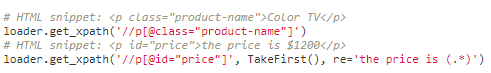 # HTML snippet: <p class="product-name">Color TV</p>
loader.get_xpath('//p[@class="product-name"]')
# HTML snippet: <p id="price">the price is $1200</p>
loader.get_xpath('//p[@id="price"]', TakeFirst(), re='the price is (.*)')